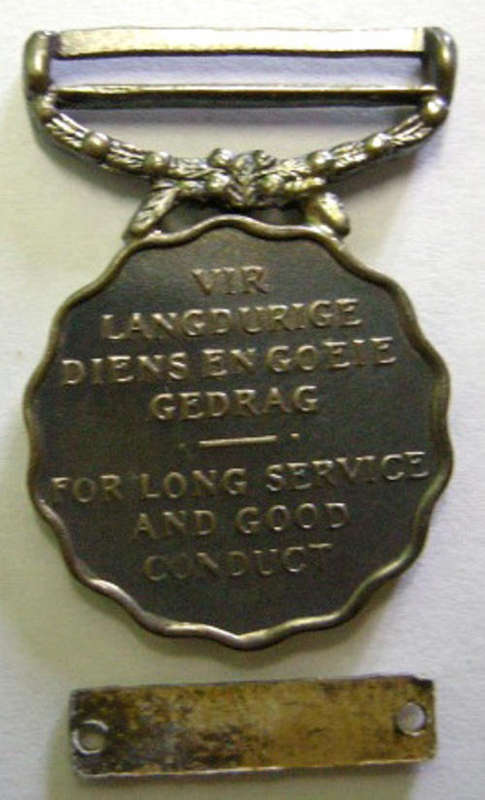 VIR
LANGDURIGE
DIENS EN GOEIE
GEDRAG
FOR LONG SERVICE
AND GOOD
CONDUCT